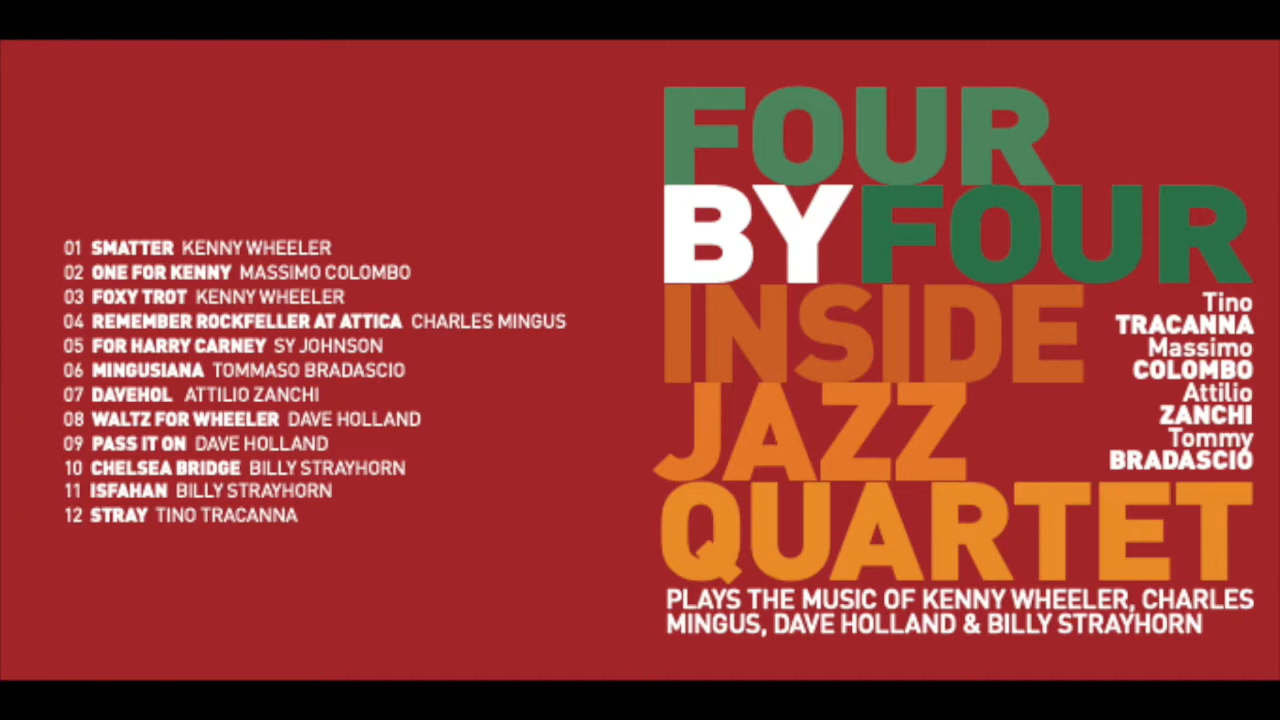 01 SMATTER KENNY WHEELER
02 ONE FOR KENNY MASSIMO COLOMBO
03 FOXY TROT KENNY WHEELER
04 REMEMBER ROCKFELLER AT ATTICA CHARLES MINGUS
05 FOR HARRY CARNEY SY JOHNSON
06 MINGUSIANA TOMMASO BRADASCIO
07 DAVEHOL ATTILIO ZANCHI
08 WALTZ FOR WHEELER DAVE HOLLAND
09 PASS IT ON DAVE HOLLAND
10 CHELSEA BRIDGE BILLY STRAYHORN
11 ISFAHAN BILLY STRAYHORN
12 STRAY TINO TRACANNA
FOUR
BYFOUR
INSIDE
JAZZ
QUARTET
Tino
TRACANNA
Massimo
COLOMBO
Attilio
ZANCHI
Tommy
BRADASCIO
PLAYS THE MUSIC OF KENNY WHEELER, CHARLES
MINGUS, DAVE HOLLAND & BILLY STRAYHORN